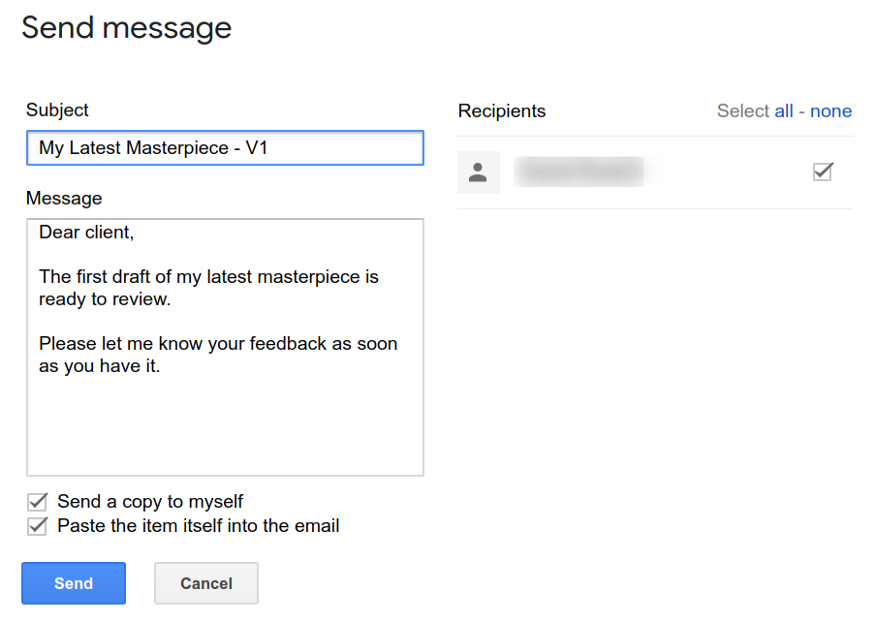 Send message
Subject
My Latest Masterpiece - V1
Message
Dear client,
The first draft of my latest masterpiece is
ready to review.
Please let me know your feedback as soon
as you have it.
Send a copy to myself
Paste the item itself into the email
Send
Cancel
Recipients
Select all - none